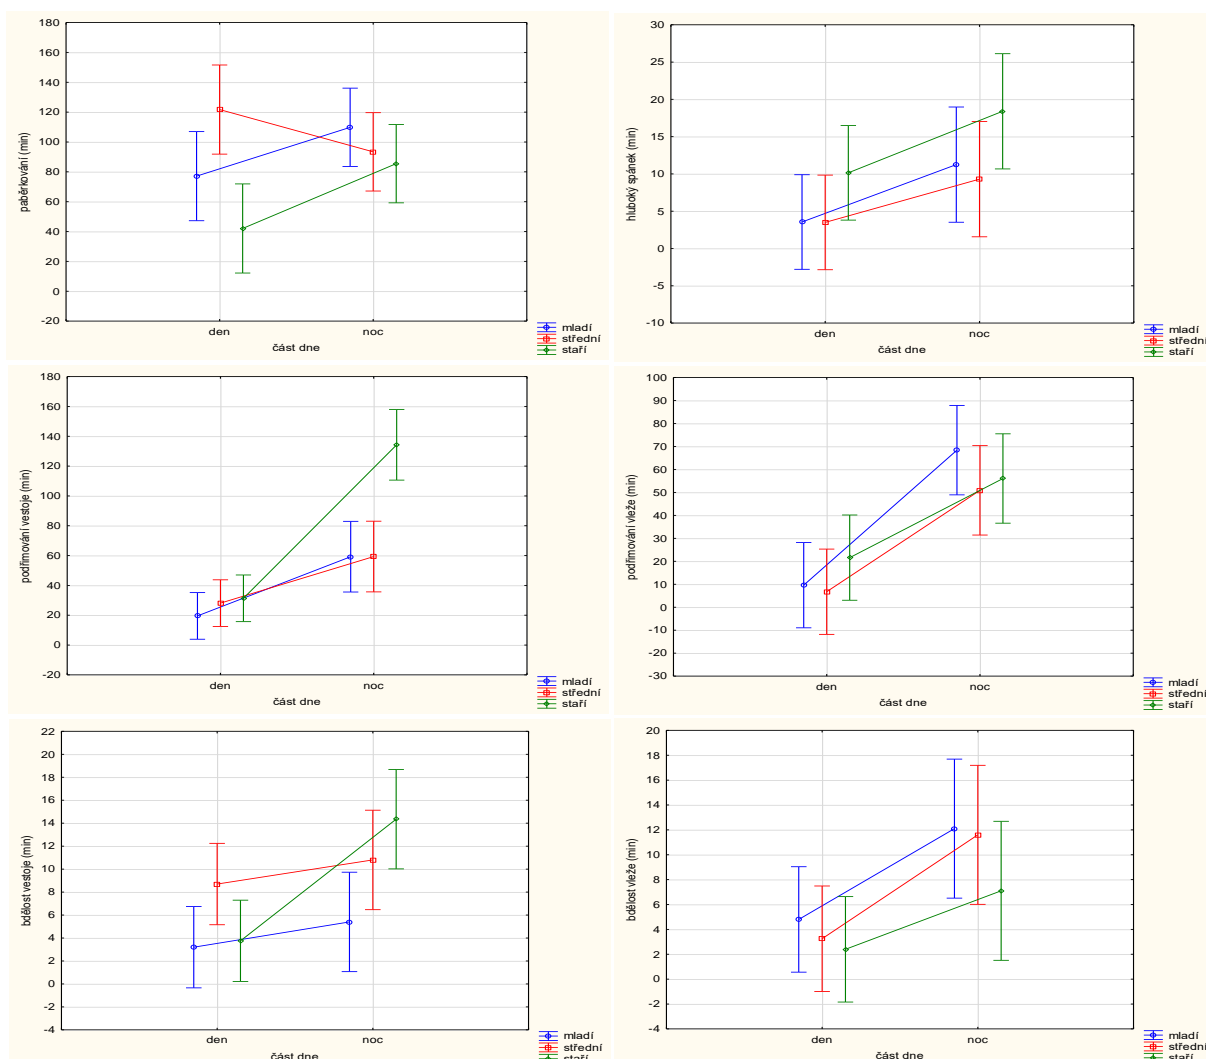 paběrkování (min)
180
160
140
120
100
80
60
40
20
0
-20
den
noc
část dne
mladí
střední
staří
hluboký spánek (min)
30
25
20
15
10
5
0
-5
-10
den
noc
část dne
mladí
střední
staří
podřimování vestoje (min)
180
160
140
120
100
80
60
40
20
0
-20
den
noc
část dne
mladí
střední
staří
podřimování vleže (min)
100
90
80
70
60
50
40
30
20
10
0
-10
-20
-30
den
noc
část dne
mladí
střední
staří
bdělost vestoje (min)
22
20
18
16
14
12
10
8
6
4
2
0
-2
-4
den
noc
část dne
mladí
střední
staří
bdělost vleže (min)
20
18
16
14
12
10
8
6
4
2
0
-2
-4
den
noc
část dne
mladí
střední
staří